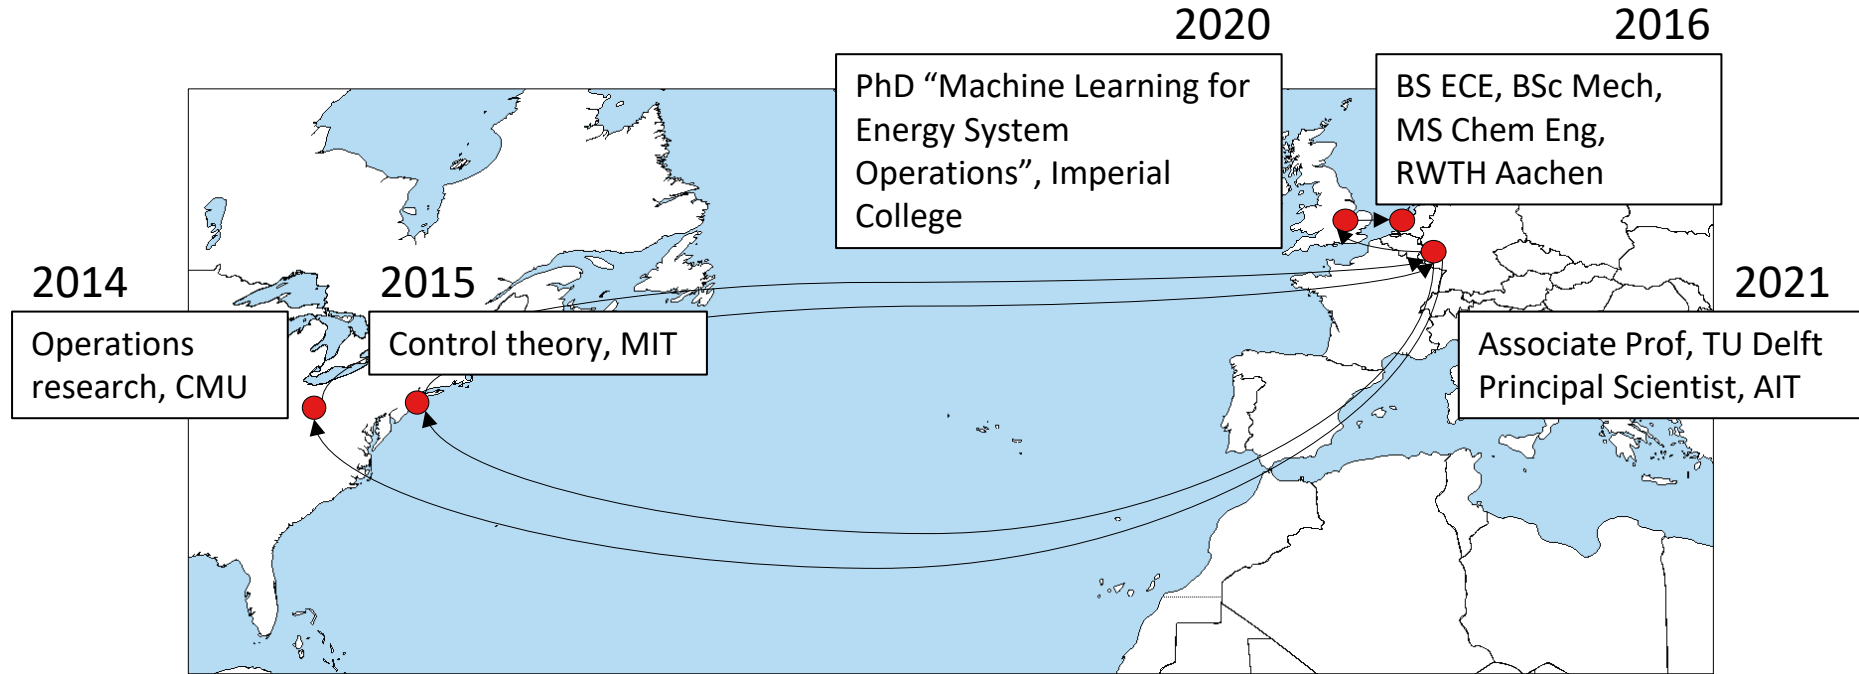 2020
2016
PhD “Machine Learning for
Energy System
Operations”, Imperial
College
BS ECE, BSc Mech,
MS Chem Eng,
RWTH Aachen
2014
Operations
research, CMU
2015
Control theory, MIT
2021
Associate Prof, TU Delft
Principal Scientist, AIT